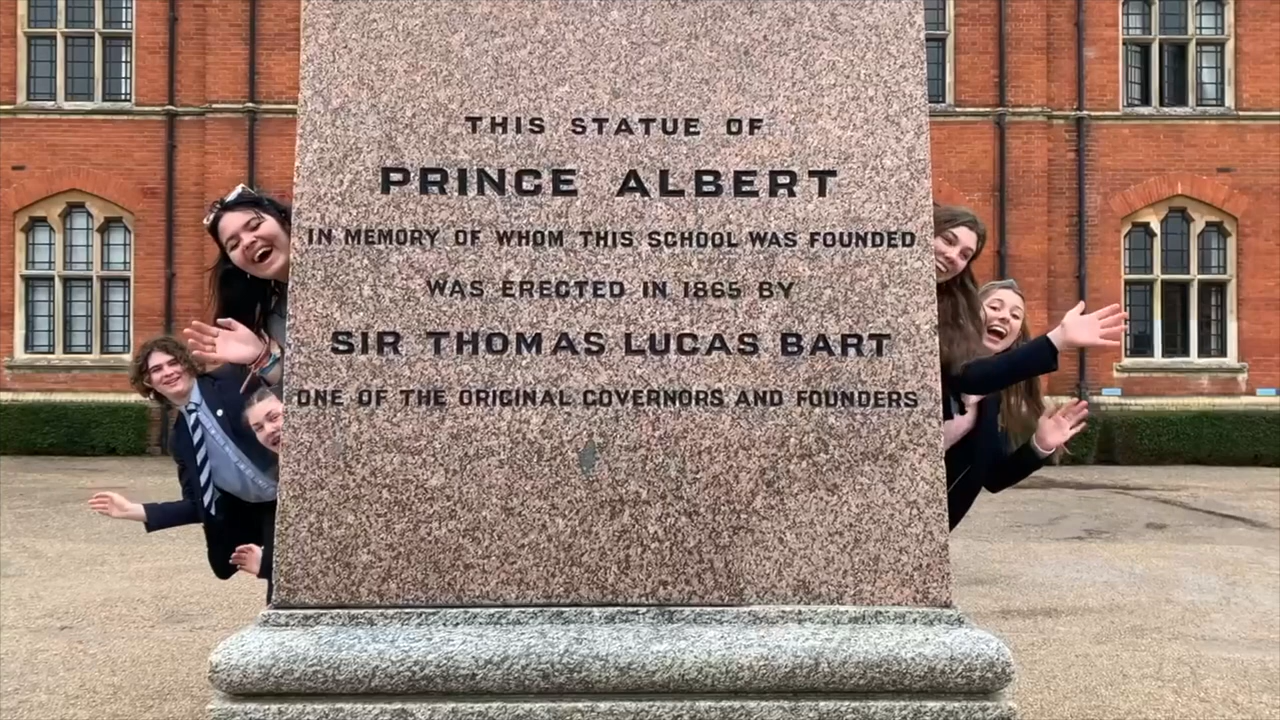 THIS STATUE OF
PRINCE ALBERT
IN MEMORY OF WHOM THIS SCHOOL WAS FOUNDED
WAS ERECTED IN 1865 BY
SIR THOMAS LUCAS BART
ONE OF THE ORIGINAL GOVERNORS AND FOUNDERS